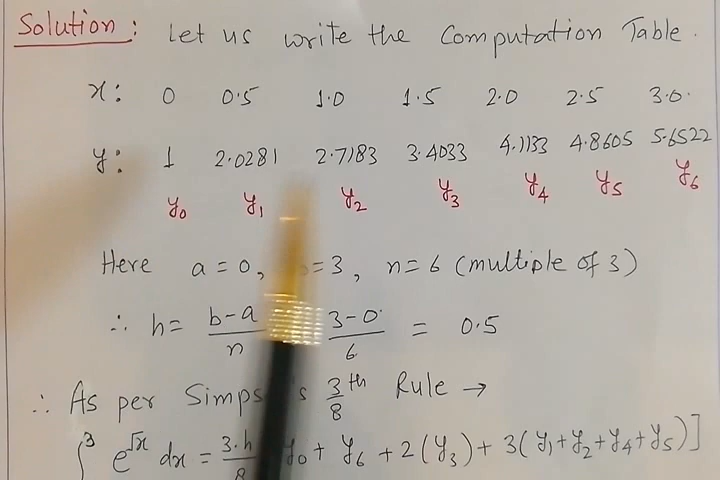 Solution: Let us write the Computation Table.
x: 0 0.5 1.0 1.5 2.0 2.5 3.0
y: 1 2.0281 2.7183 3.4033 4.1133 4.8605 5.6522
y₀ y₁ y₂ y₃ y₄ y₅ y₆
Here a = 0, =3, n=6 (multiple of 3)
∴ h = (b-a)/n (3-0)/6 = 0.5
∴ As per 3/8 th Rule →
∫³ e^√x dx = 3.h/8 y₀ + y₆ + 2(y₃) + 3(y₁+y₂+y₄+y₅)]